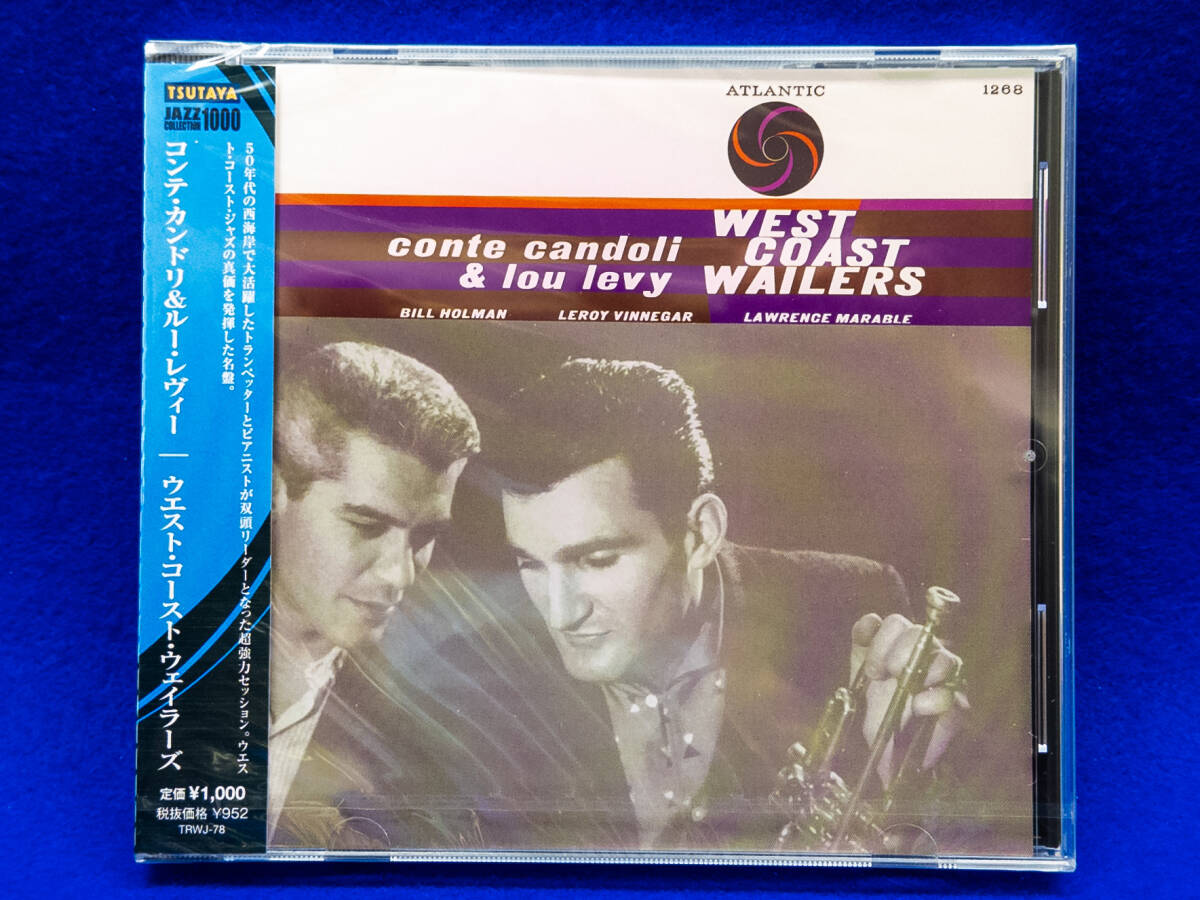 TSUTAYA
JAZZ
COLLECTION 1000
50年代の西海岸で大活躍したトランペッターとピアニストが双頭リーダーとなった超強力セッション。ウエス
ト・コースト・ジャズの真価を発揮した名盤。
コンテ・カンドリ&ルー・レヴィー | ウエスト・コースト・ウェイラーズ
定価 ¥1,000
税抜価格 ¥952
TRWJ-78
ATLANTIC
1268
conte candoli
& lou levy
WEST
COAST
WAILERS
BILL HOLMAN LEROY VINNEGAR LAWRENCE MARABLE